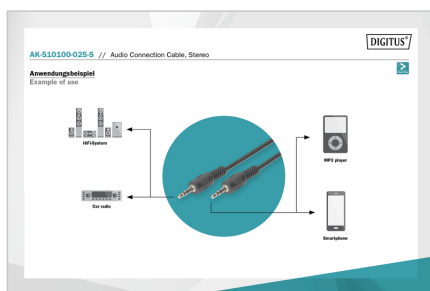 DIGITUS®
AK-510100-025-S // Audio Connection Cable, Stereo
Anwendungsbeispiel
Example of use
HiFi-System
MP3 player
Car radio
Smartphone